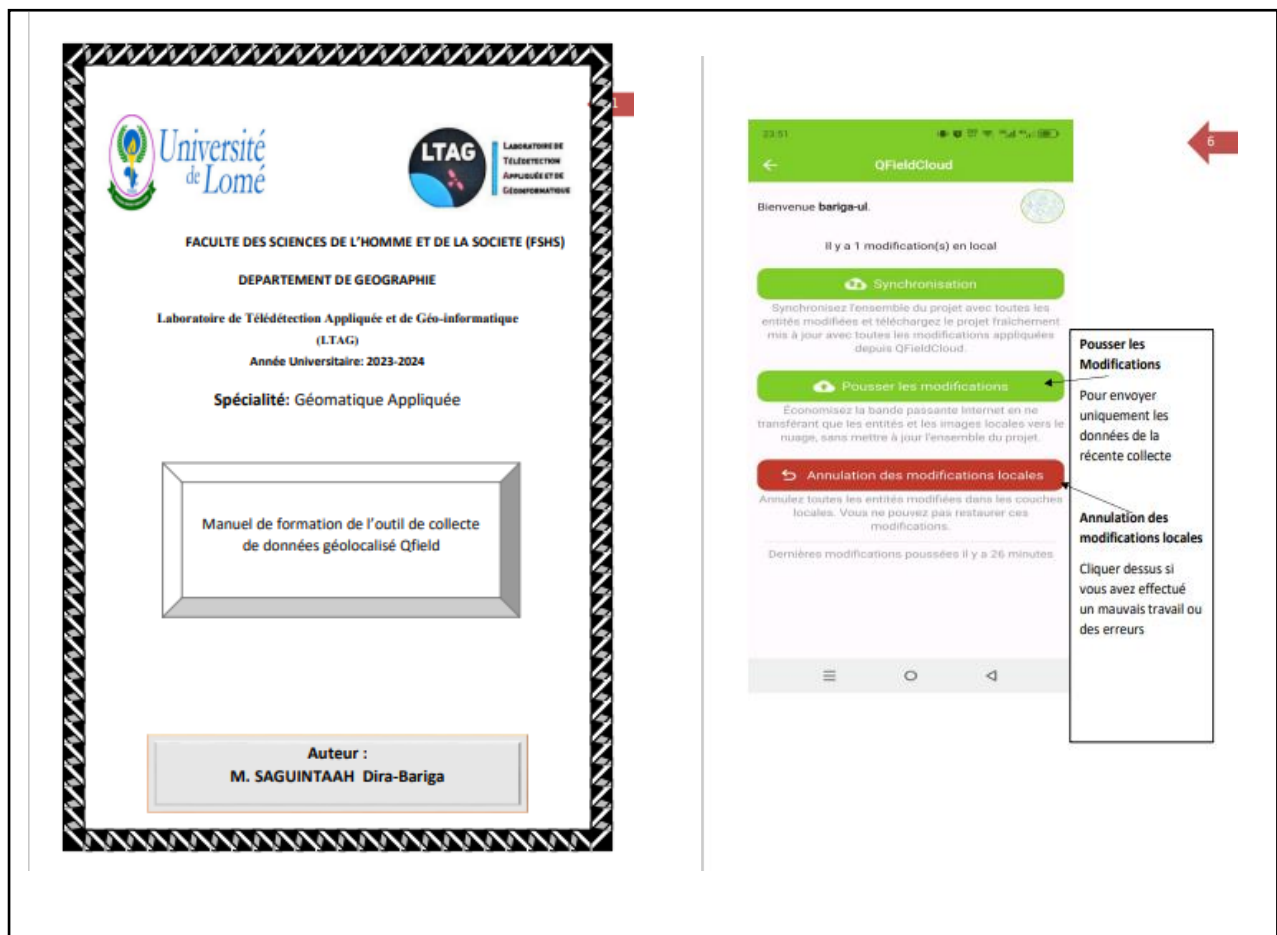 1
Université
de Lomé
LTAG
LABORATOIRE DE
TÉLÉDETECTION
APPLIQUÉE ET DE
GÉOINFORMATIQUE
FACULTE DES SCIENCES DE L'HOMME ET DE LA SOCIETE (FSHS)
DEPARTEMENT DE GEOGRAPHIE
Laboratoire de Télédétection Appliquée et de Géo-informatique
(LTAG)
Année Universitaire: 2023-2024
Spécialité: Géomatique Appliquée
Manuel de formation de l'outil de collecte
de données géolocalisé Qfield
Auteur :
M. SAGUINTAAH Dira-Bariga
6
23:51
QFieldCloud
Bienvenue bariga-ul.
Il y a 1 modification(s) en local
Synchronisation
Synchronisez l'ensemble du projet avec toutes les
entités modifiées et téléchargez le projet fraîchement
mis à jour avec toutes les modifications appliquées
depuis QFieldCloud.
Pousser les modifications
Économisez la bande passante Internet en ne
transférant que les entités et les images locales vers le
nuage, sans mettre à jour l'ensemble du projet.
Annulation des modifications locales
Annulez toutes les entités modifiées dans les couches
locales. Vous ne pouvez pas restaurer ces
modifications.
Dernières modifications poussées il y a 26 minutes
Pousser les
Modifications
Pour envoyer
uniquement les
données de la
récente collecte
Annulation des
modifications locales
Cliquer dessus si
vous avez effectué
un mauvais travail ou
des erreurs